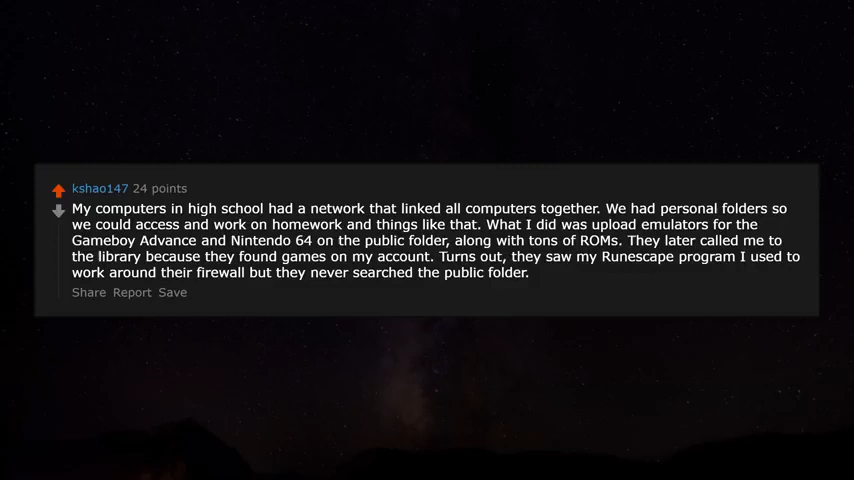 kshao147 24 points
My computers in high school had a network that linked all computers together. We had personal folders so
we could access and work on homework and things like that. What I did was upload emulators for the
Gameboy Advance and Nintendo 64 on the public folder, along with tons of ROMs. They later called me to
the library because they found games on my account. Turns out, they saw my Runescape program I used to
work around their firewall but they never searched the public folder.
Share Report Save